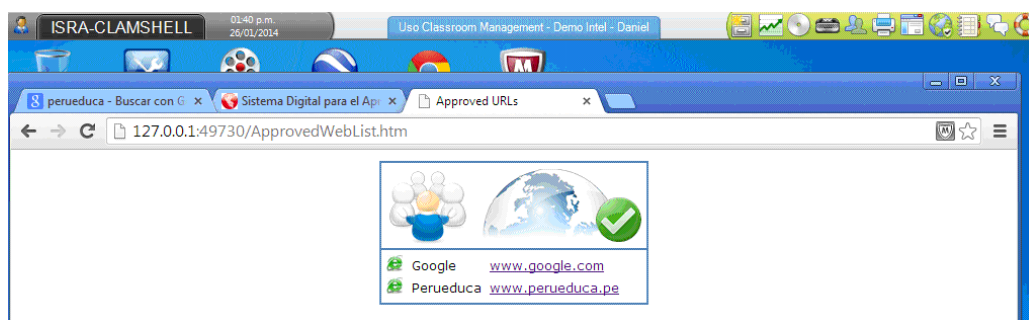 ISRA-CLAMSHELL
01:40 p.m.
26/01/2014
Uso Classroom Management - Demo Intel - Daniel
perueduca - Buscar con G
Sistema Digital para el Apr
Approved URLs
127.0.0.1:49730/ApprovedWebList.htm
Google www.google.com
Perueduca www.perueduca.pe